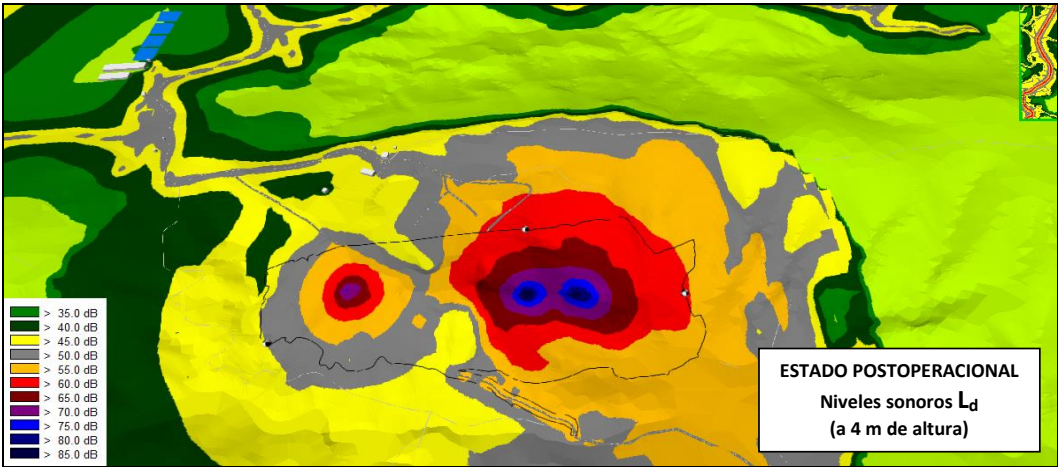 > 35.0 dB
> 40.0 dB
> 45.0 dB
> 50.0 dB
> 55.0 dB
> 60.0 dB
> 65.0 dB
> 70.0 dB
> 75.0 dB
> 80.0 dB
> 85.0 dB
ESTADO POSTOPERACIONAL
Niveles sonoros Ld
(a 4 m de altura)